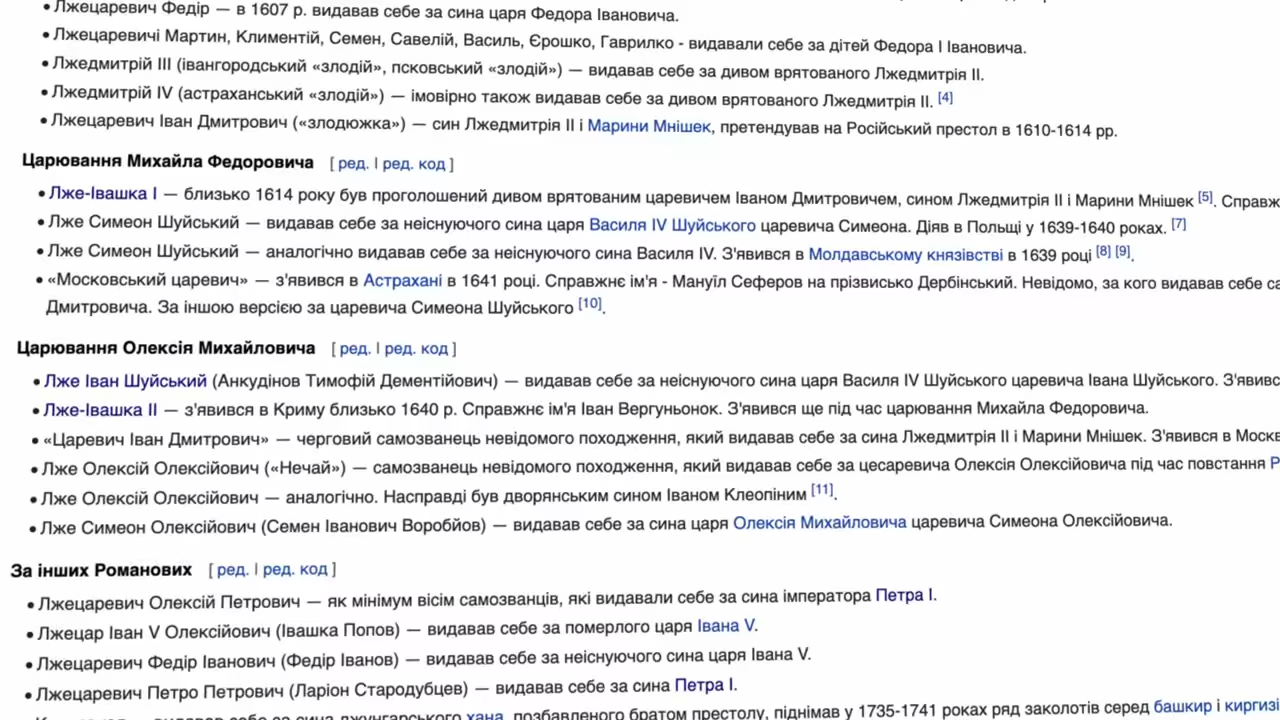 • Лжецаревич Федір — в 1607 р. видавав себе за сина царя Федора Івановича.
• Лжецаревичі Мартин, Климентій, Семен, Савелій, Василь, Єрошко, Гаврилко - видавали себе за дітей Федора І Івановича.
• Лжедмитрій III (івангородський «злодій», псковський «злодій») — видавав себе за дивом врятованого Лжедмитрія II.
• Лжедмитрій IV (астраханський «злодій») — імовірно також видавав себе за дивом врятованого Лжедмитрія II. [4]
• Лжецаревич Іван Дмитрович («злодюжка») — син Лжедмитрія II і Марини Мнішек, претендував на Російський престол в 1610-1614 рр.
Царювання Михайла Федоровича [ ред. | ред. код ]
• Лже-Івашка I — близько 1614 року був проголошений дивом врятованим царевичем Іваном Дмитровичем, сином Лжедмитрія II і Марини Мнішек [5]. Справж
• Лже Симеон Шуйський — видавав себе за неіснуючого сина царя Василя IV Шуйського царевича Симеона. Діяв в Польщі у 1639-1640 роках. [7]
• Лже Симеон Шуйський — аналогічно видавав себе за неіснуючого сина Василя IV. З'явився в Молдавському князівстві в 1639 році [8] [9].
• «Московський царевич» — з'явився в Астрахані в 1641 році. Справжнє ім'я - Мануїл Сеферов на прізвисько Дербінський. Невідомо, за кого видавав себе са
Дмитровича. За іншою версією за царевича Симеона Шуйського [10].
Царювання Олексія Михайловича [ ред. | ред. код ]
• Лже Іван Шуйський (Анкудінов Тимофій Дементійович) — видавав себе за неіснуючого сина царя Василя IV Шуйського царевича Івана Шуйського. З'явивс
• Лже-Івашка II — з'явився в Криму близько 1640 р. Справжнє ім'я Іван Вергуньонок. З'явився ще під час царювання Михайла Федоровича.
• «Царевич Іван Дмитрович» — черговий самозванець невідомого походження, який видавав себе за сина Лжедмитрія II і Марини Мнішек. З'явився в Москв
• Лже Олексій Олексійович («Нечай») — самозванець невідомого походження, який видавав себе за цесаревича Олексія Олексійовича під час повстання Р
• Лже Олексій Олексійович — аналогічно. Насправді був дворянським сином Іваном Клеопіним [11].
• Лже Симеон Олексійович (Семен Іванович Воробйов) — видавав себе за сина царя Олексія Михайловича царевича Симеона Олексійовича.
За інших Романових [ ред. | ред. код ]
• Лжецаревич Олексій Петрович — як мінімум вісім самозванців, які видавали себе за сина імператора Петра I.
• Лжецар Іван V Олексійович (Івашка Попов) — видавав себе за померлого царя Івана V.
• Лжецаревич Федір Іванович (Федір Іванов) — видавав себе за неіснуючого сина царя Івана V.
• Лжецаревич Петро Петрович (Ларіон Стародубцев) — видавав себе за сина Петра I.
видавав себе за сина джунгарського хана, позбавленого братом престолу, піднімав у 1735-1741 роках ряд заколотів серед башкир і киргизі